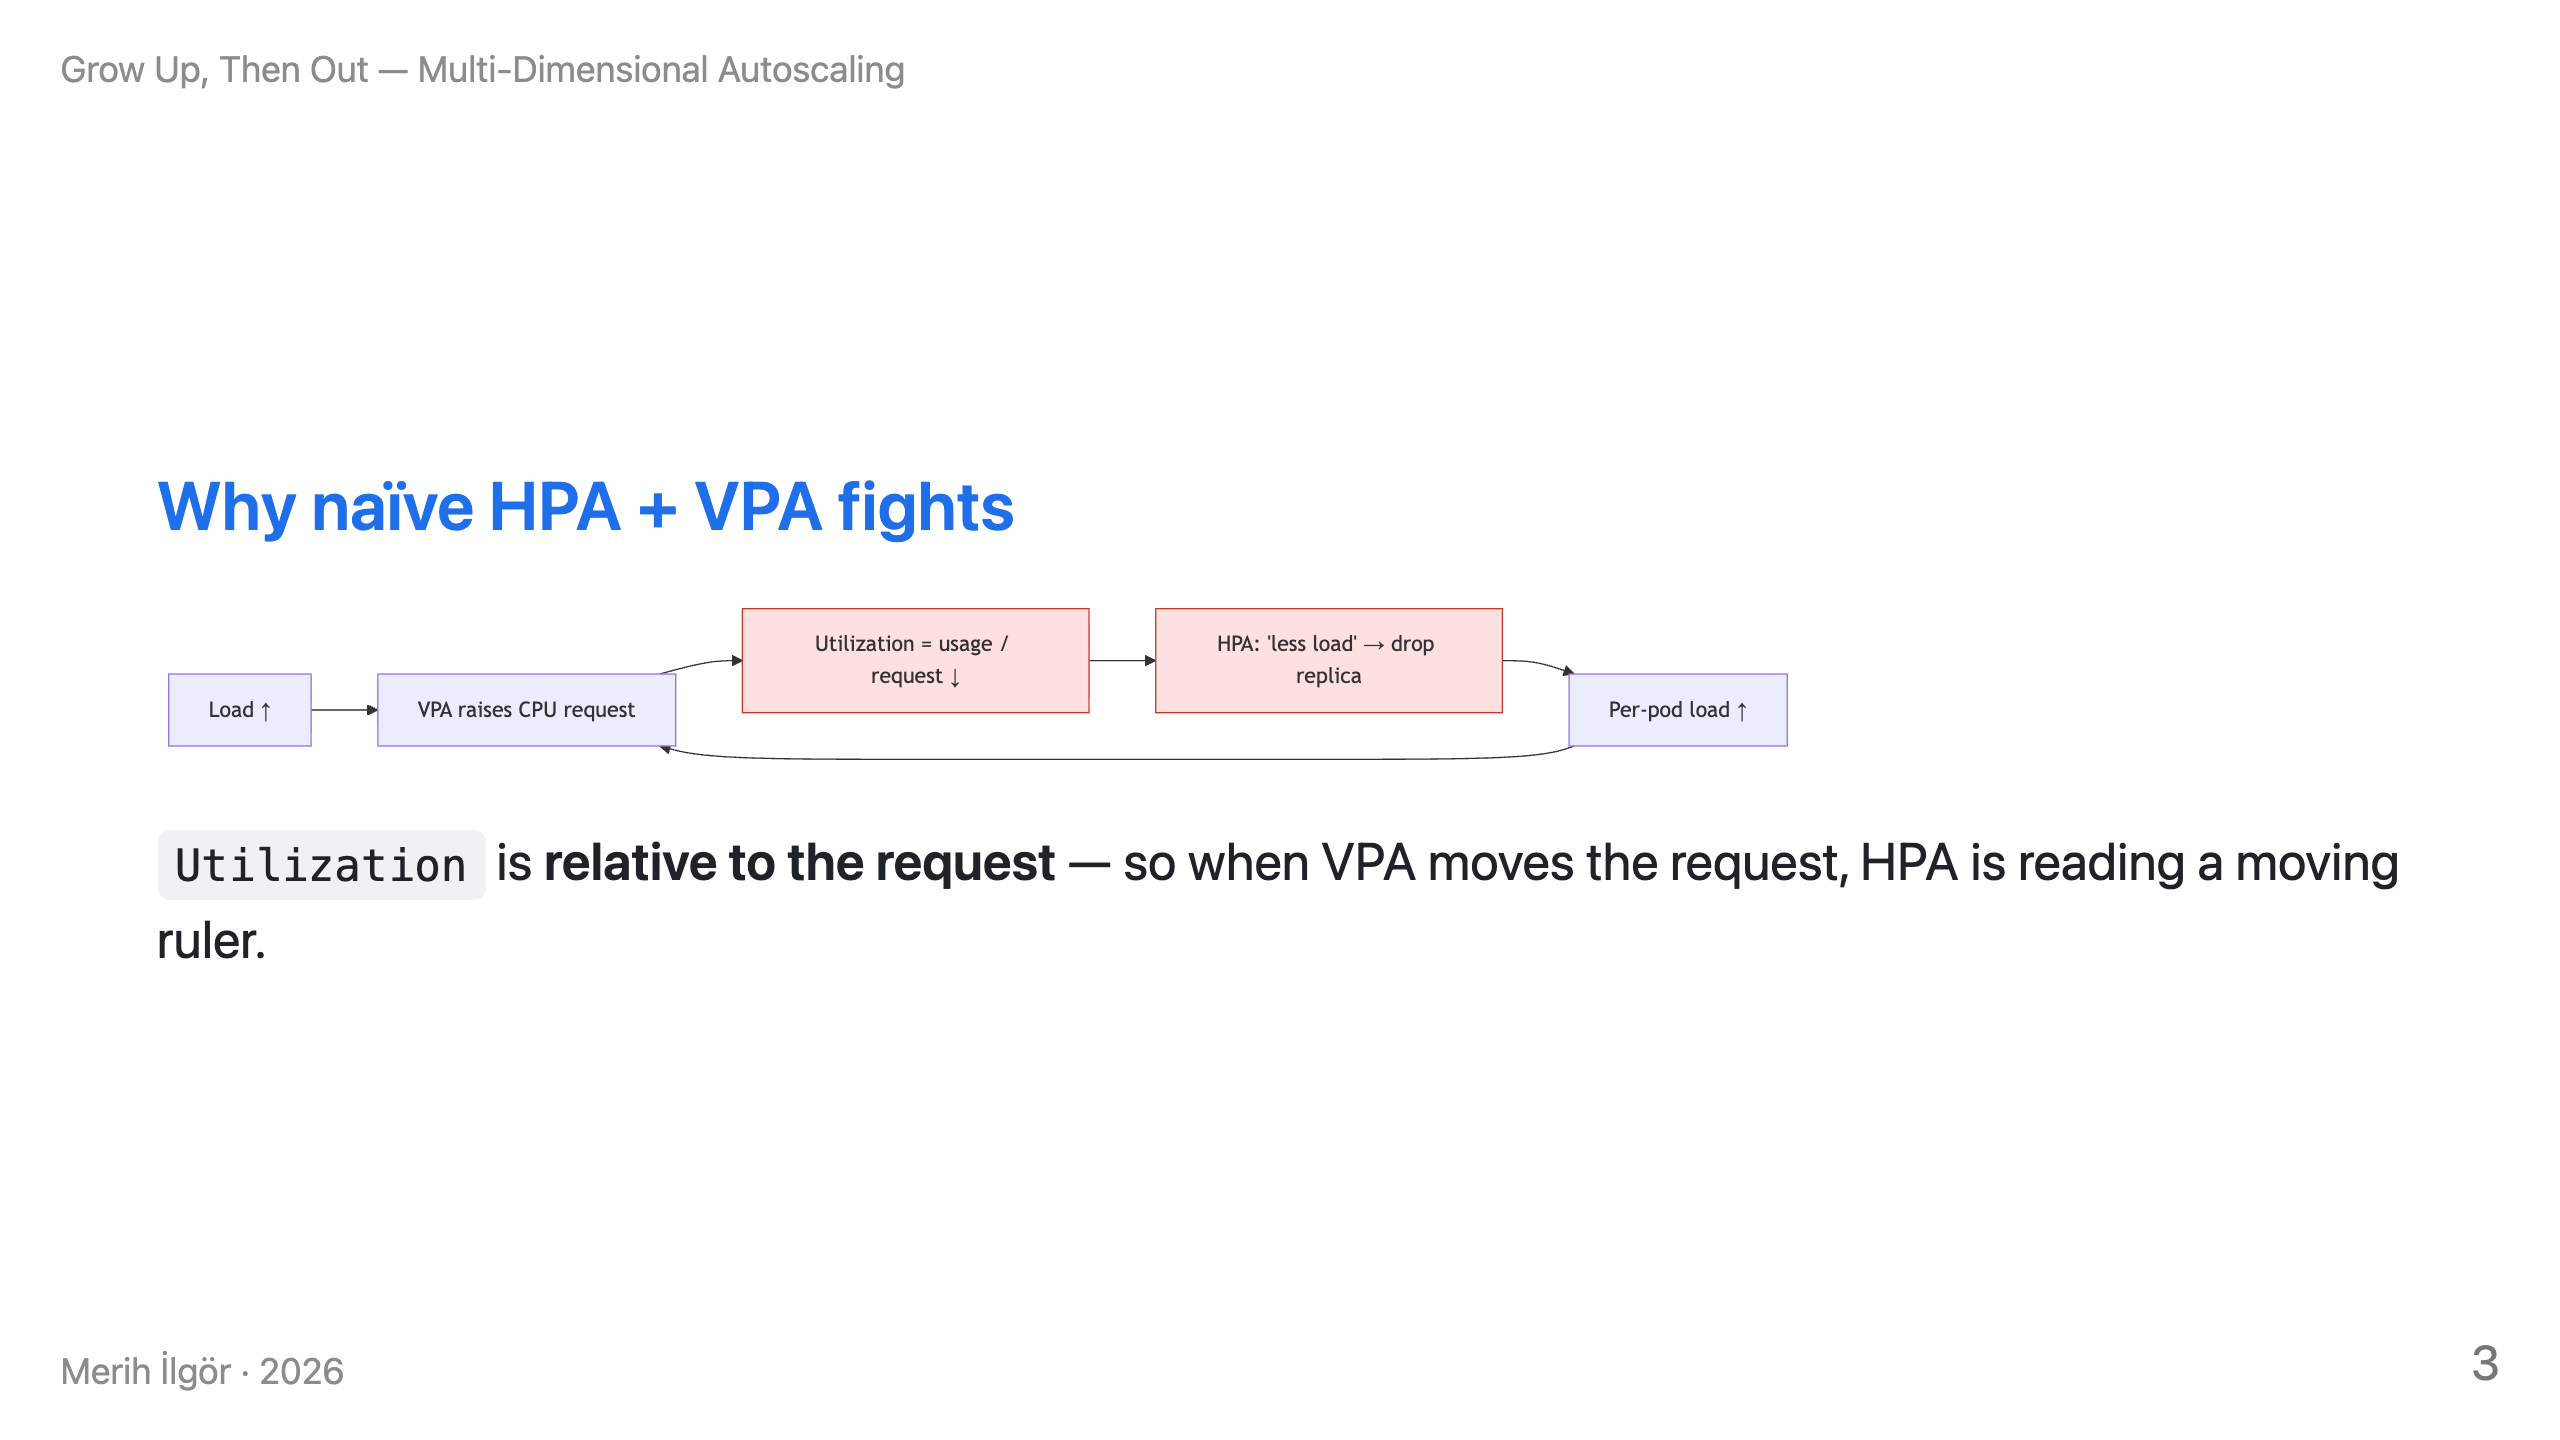 Grow Up, Then Out — Multi-Dimensional Autoscaling
Why naïve HPA + VPA fights
Load ↑
VPA raises CPU request
Utilization = usage /
request ↓
HPA: 'less load' → drop
replica
Per-pod load ↑
Utilization is relative to the request — so when VPA moves the request, HPA is reading a moving
ruler.
Merih İlgör · 2026
3